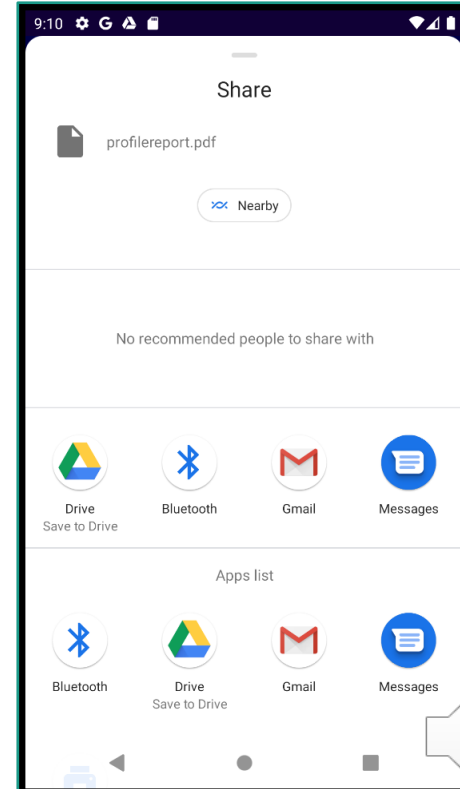 9:10 G
Share
profilereport.pdf
Nearby
No recommended people to share with
Drive Bluetooth Gmail Messages
Save to Drive
Apps list
Bluetooth Drive Gmail Messages
Save to Drive